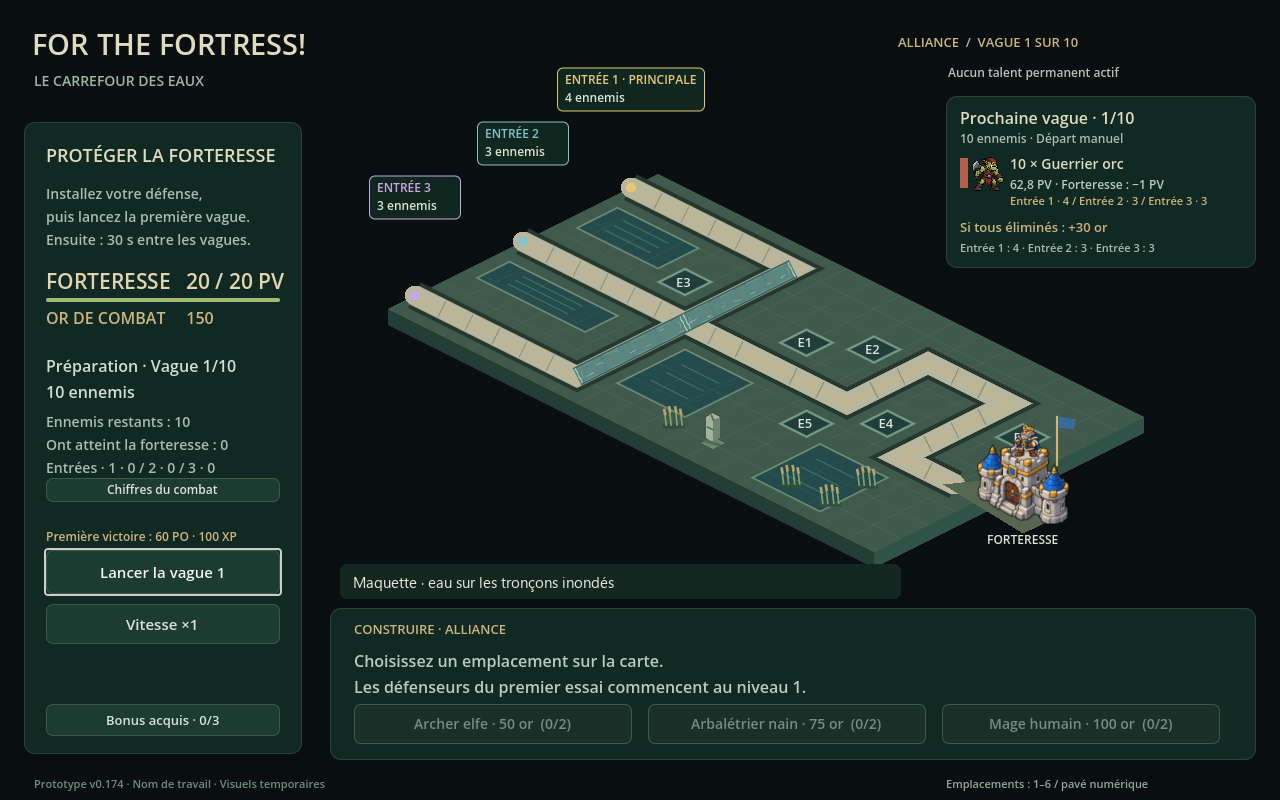 FOR THE FORTRESS!
LE CARREFOUR DES EAUX
ALLIANCE / VAGUE 1 SUR 10
Aucun talent permanent actif
ENTRÉE 1 · PRINCIPALE
4 ennemis
ENTRÉE 2
3 ennemis
ENTRÉE 3
3 ennemis
Prochaine vague · 1/10
10 ennemis · Départ manuel
10 × Guerrier orc
62,8 PV · Forteresse : −1 PV
Entrée 1 · 4 / Entrée 2 · 3 / Entrée 3 · 3
Si tous éliminés : +30 or
Entrée 1 : 4 · Entrée 2 : 3 · Entrée 3 : 3
PROTÉGER LA FORTERESSE
Installez votre défense,
puis lancez la première vague.
Ensuite : 30 s entre les vagues.
FORTERESSE 20 / 20 PV
OR DE COMBAT 150
Préparation · Vague 1/10
10 ennemis
Ennemis restants : 10
Ont atteint la forteresse : 0
Entrées · 1 · 0 / 2 · 0 / 3 · 0
Chiffres du combat
Première victoire : 60 PO · 100 XP
Lancer la vague 1
Vitesse ×1
Bonus acquis · 0/3
E3
E1
E2
E5
E4
FORTERESSE
Maquette · eau sur les tronçons inondés
CONSTRUIRE · ALLIANCE
Choisissez un emplacement sur la carte.
Les défenseurs du premier essai commencent au niveau 1.
Archer elfe · 50 or (0/2)
Arbalétrier nain · 75 or (0/2)
Mage humain · 100 or (0/2)
Prototype v0.174 · Nom de travail · Visuels temporaires
Emplacements : 1–6 / pavé numérique